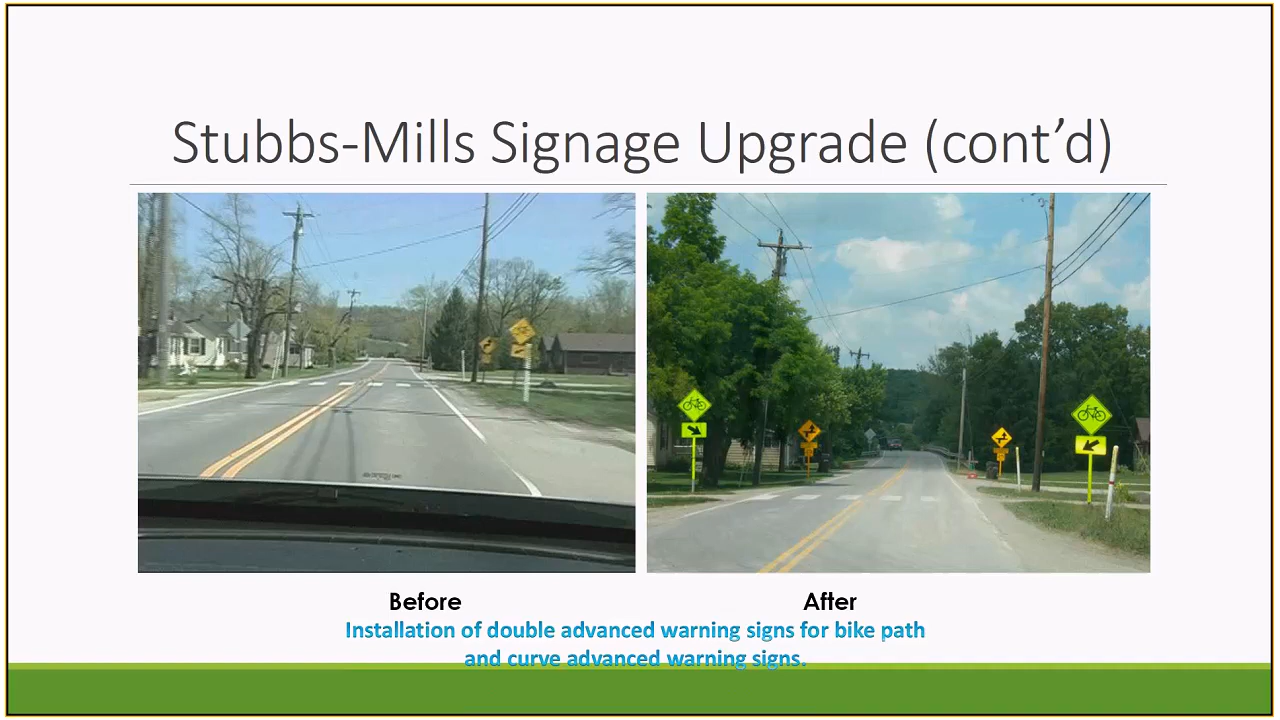 Stubbs-Mills Signage Upgrade (cont’d)
Before
After
Installation of double advanced warning signs for bike path
and curve advanced warning signs.